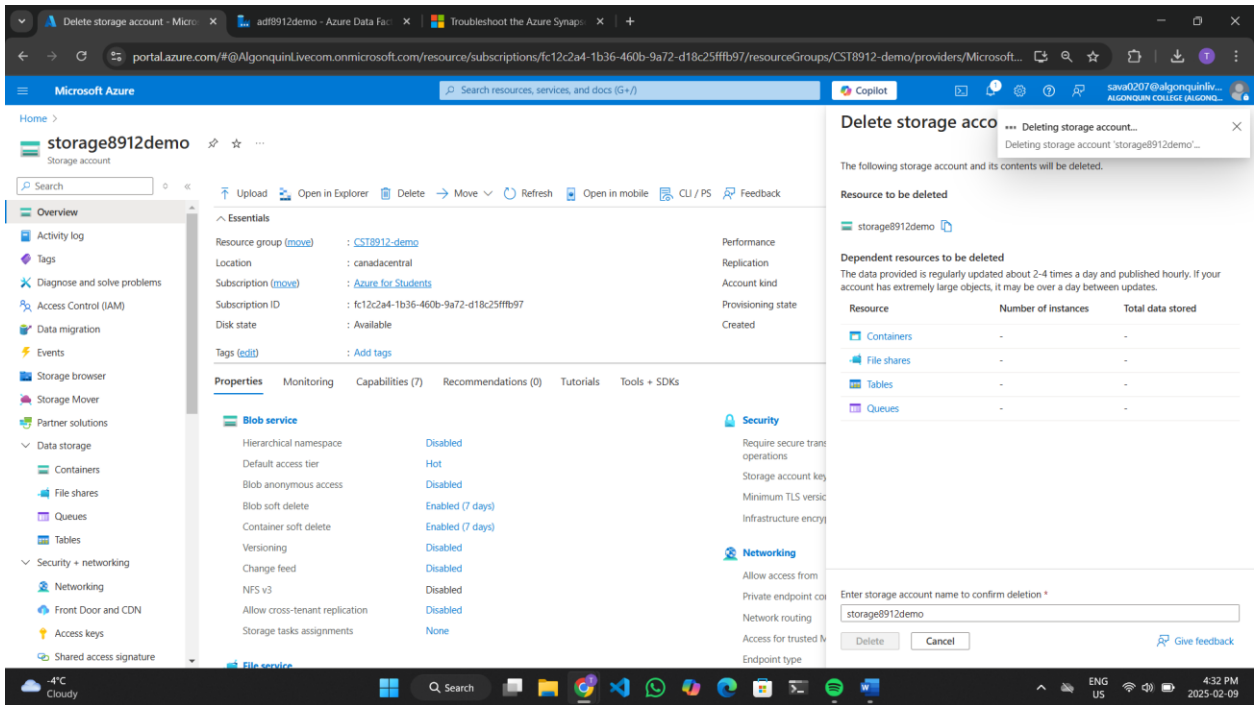 Delete storage account - Micro
adf8912demo - Azure Data Fac
Troubleshoot the Azure Synaps
portal.azure.com/#@AlgonquinLivecom.onmicrosoft.com/resource/subscriptions/fc12c2a4-1b36-460b-9a72-d18c25fffb97/resourceGroups/CST8912-demo/providers/Microsoft...
Microsoft Azure
Search resources, services, and docs (G+/)
Copilot
1
sava0207@algonquinliv...
ALGONQUIN COLLEGE (ALGONQ...
Home >
storage8912demo
Storage account
Search
Overview
Activity log
Tags
Diagnose and solve problems
Access Control (IAM)
Data migration
Events
Storage browser
Storage Mover
Partner solutions
Data storage
Containers
File shares
Queues
Tables
Security + networking
Networking
Front Door and CDN
Access keys
Shared access signature
Upload Open in Explorer Delete Move Refresh Open in mobile CLI / PS Feedback
Essentials
Resource group (move) : CST8912-demo
Location : canadacentral
Subscription (move) : Azure for Students
Subscription ID : fc12c2a4-1b36-460b-9a72-d18c25fffb97
Disk state : Available
Tags (edit) : Add tags
Performance
Replication
Account kind
Provisioning state
Created
Properties Monitoring Capabilities (7) Recommendations (0) Tutorials Tools + SDKs
Blob service
Hierarchical namespace Disabled
Default access tier Hot
Blob anonymous access Disabled
Blob soft delete Enabled (7 days)
Container soft delete Enabled (7 days)
Versioning Disabled
Change feed Disabled
NFS v3 Disabled
Allow cross-tenant replication Disabled
Storage tasks assignments None
File service
Security
Require secure trans
operations
Storage account key
Minimum TLS versic
Infrastructure encryp
Networking
Allow access from
Private endpoint co
Network routing
Access for trusted M
Endpoint type
Delete storage acco
Deleting storage account...
Deleting storage account 'storage8912demo'...
The following storage account and its contents will be deleted.
Resource to be deleted
storage8912demo
Dependent resources to be deleted
The data provided is regularly updated about 2-4 times a day and published hourly. If your
account has extremely large objects, it may be over a day between updates.
Resource Number of instances Total data stored
Containers - -
File shares - -
Tables - -
Queues - -
Enter storage account name to confirm deletion *
storage8912demo
Delete Cancel
Give feedback
-4°C
Cloudy
Search
ENG
US
4:32 PM
2025-02-09